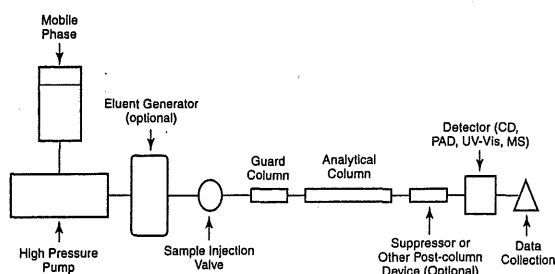 Mobile
Phase
Eluent Generator
(optional)
Guard
Column
Analytical
Column
Detector (CD,
PAD, UV-Vis, MS)
High Pressure
Pump
Sample Injection
Valve
Suppressor or
Other Post-column
Device (Optional)
Data
Collection